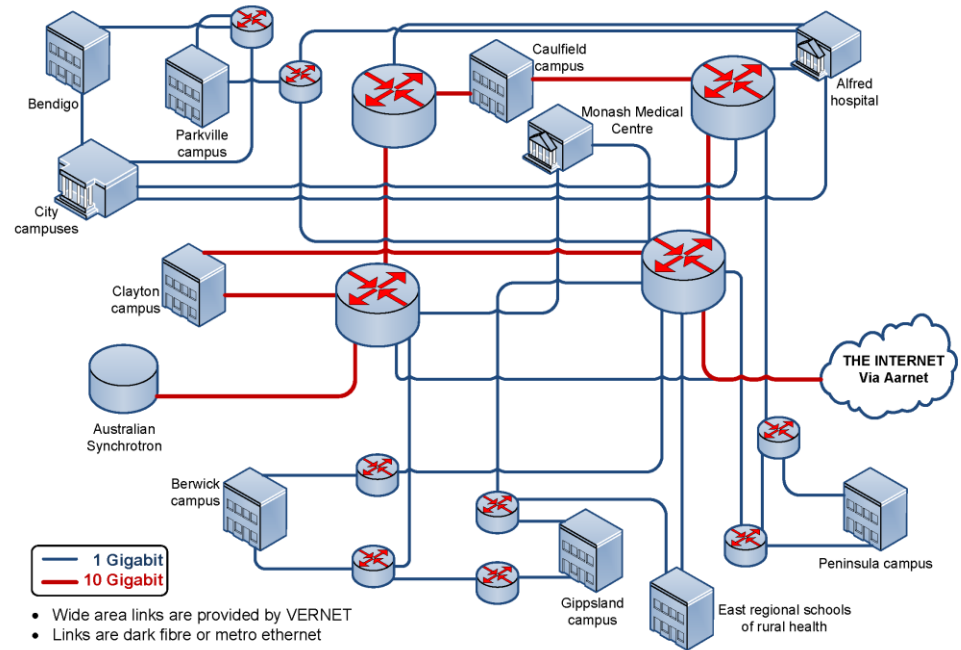 Bendigo
Parkville
campus
Caulfield
campus
Alfred
hospital
Monash Medical
Centre
City
campuses
Clayton
campus
THE INTERNET
Via Aarnet
Australian
Synchrotron
Berwick
campus
Gippsland
campus
East regional schools
of rural health
Peninsula campus
1 Gigabit
10 Gigabit
• Wide area links are provided by VERNET
• Links are dark fibre or metro ethernet